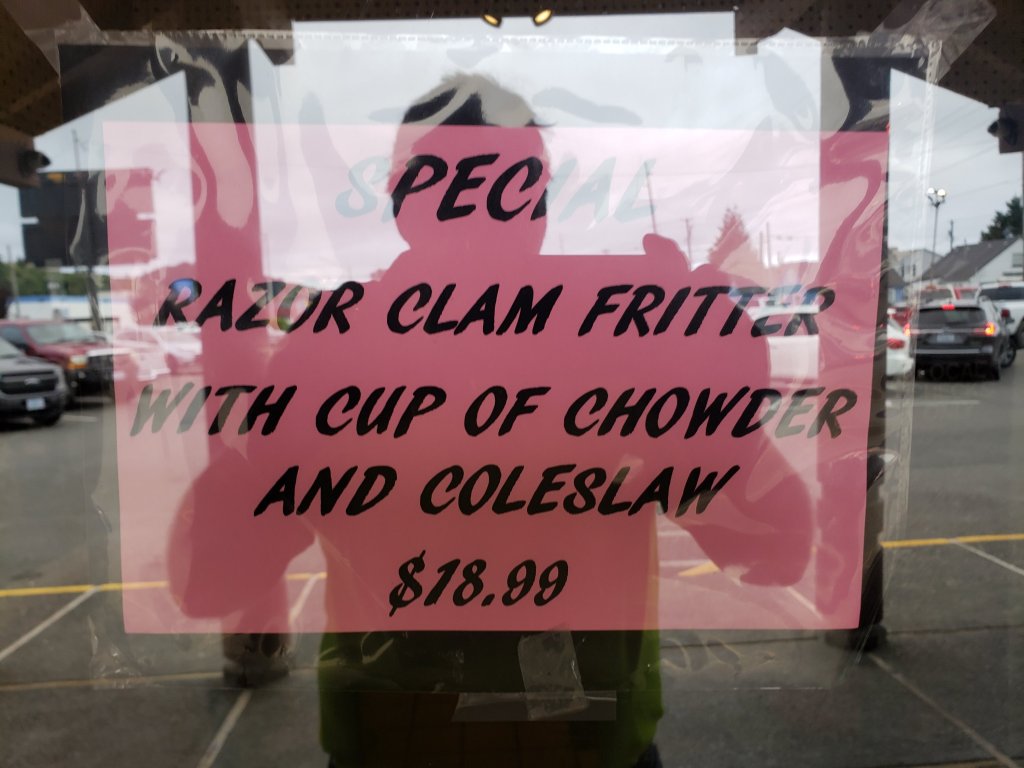 SPECIAL
RAZOR CLAM FRITTER
WITH CUP OF CHOWDER
AND COLESLAW
$18.99